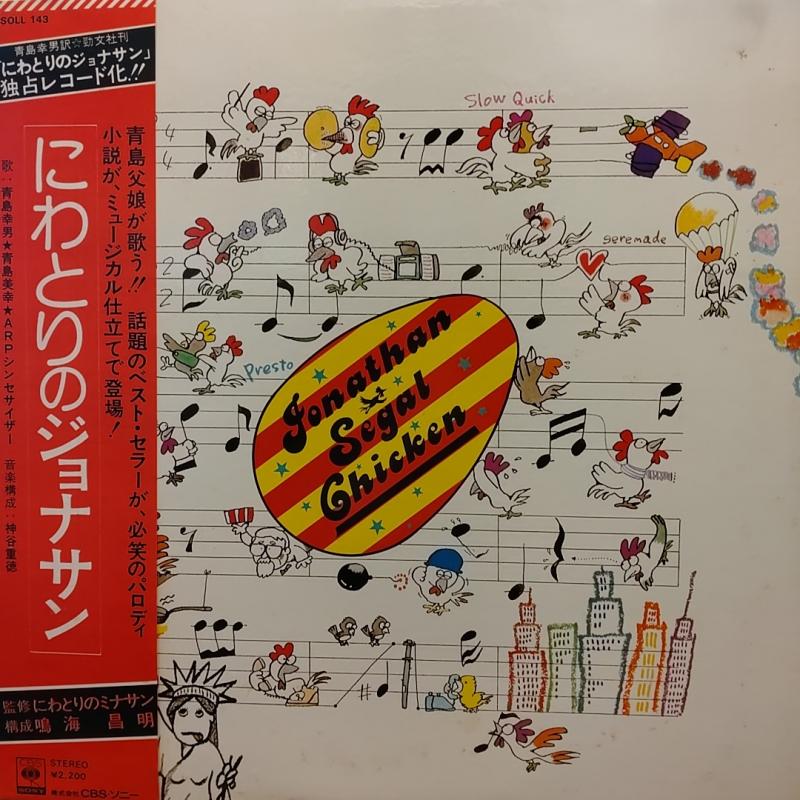 SOLL 143
青島幸男訳☆勁文社刊
「にわとりのジョナサン」
独占レコード化!!
青島父娘が歌う!! 話題のベスト・セラーが、必笑のパロディ
小説が、ミュージカル仕立てで登場!
にわとりのジョナサン
歌:青島幸男★青島美幸★ARPシンセサイザー 音楽構成:神谷重徳
監修 にわとりのミナサン
構成 鳴海昌明
CBS
SONY
STEREO
¥2,200
株式会社 CBS・ソニー
Slow Quick
geremade
Presto
Jonathan
Segal
Chicken